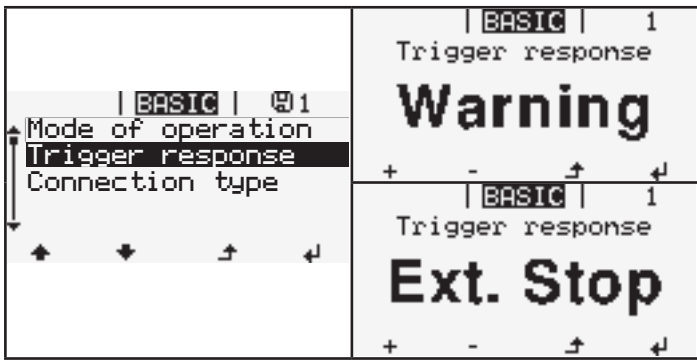 | BASIC | 1
Mode of operation
Trigger response
Connection type
| BASIC | 1
Trigger response
Warning
+ -
| BASIC | 1
Trigger response
Ext. Stop
+ -